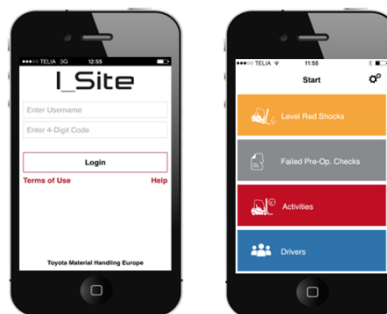 TELIA 3G 12:55
I_Site
Enter Username
Enter 4-Digit Code
Login
Terms of Use Help
Toyota Material Handling Europe
TELIA 11:55
Start
Level Red Shocks
Failed Pre-Op. Checks
Activities
Drivers